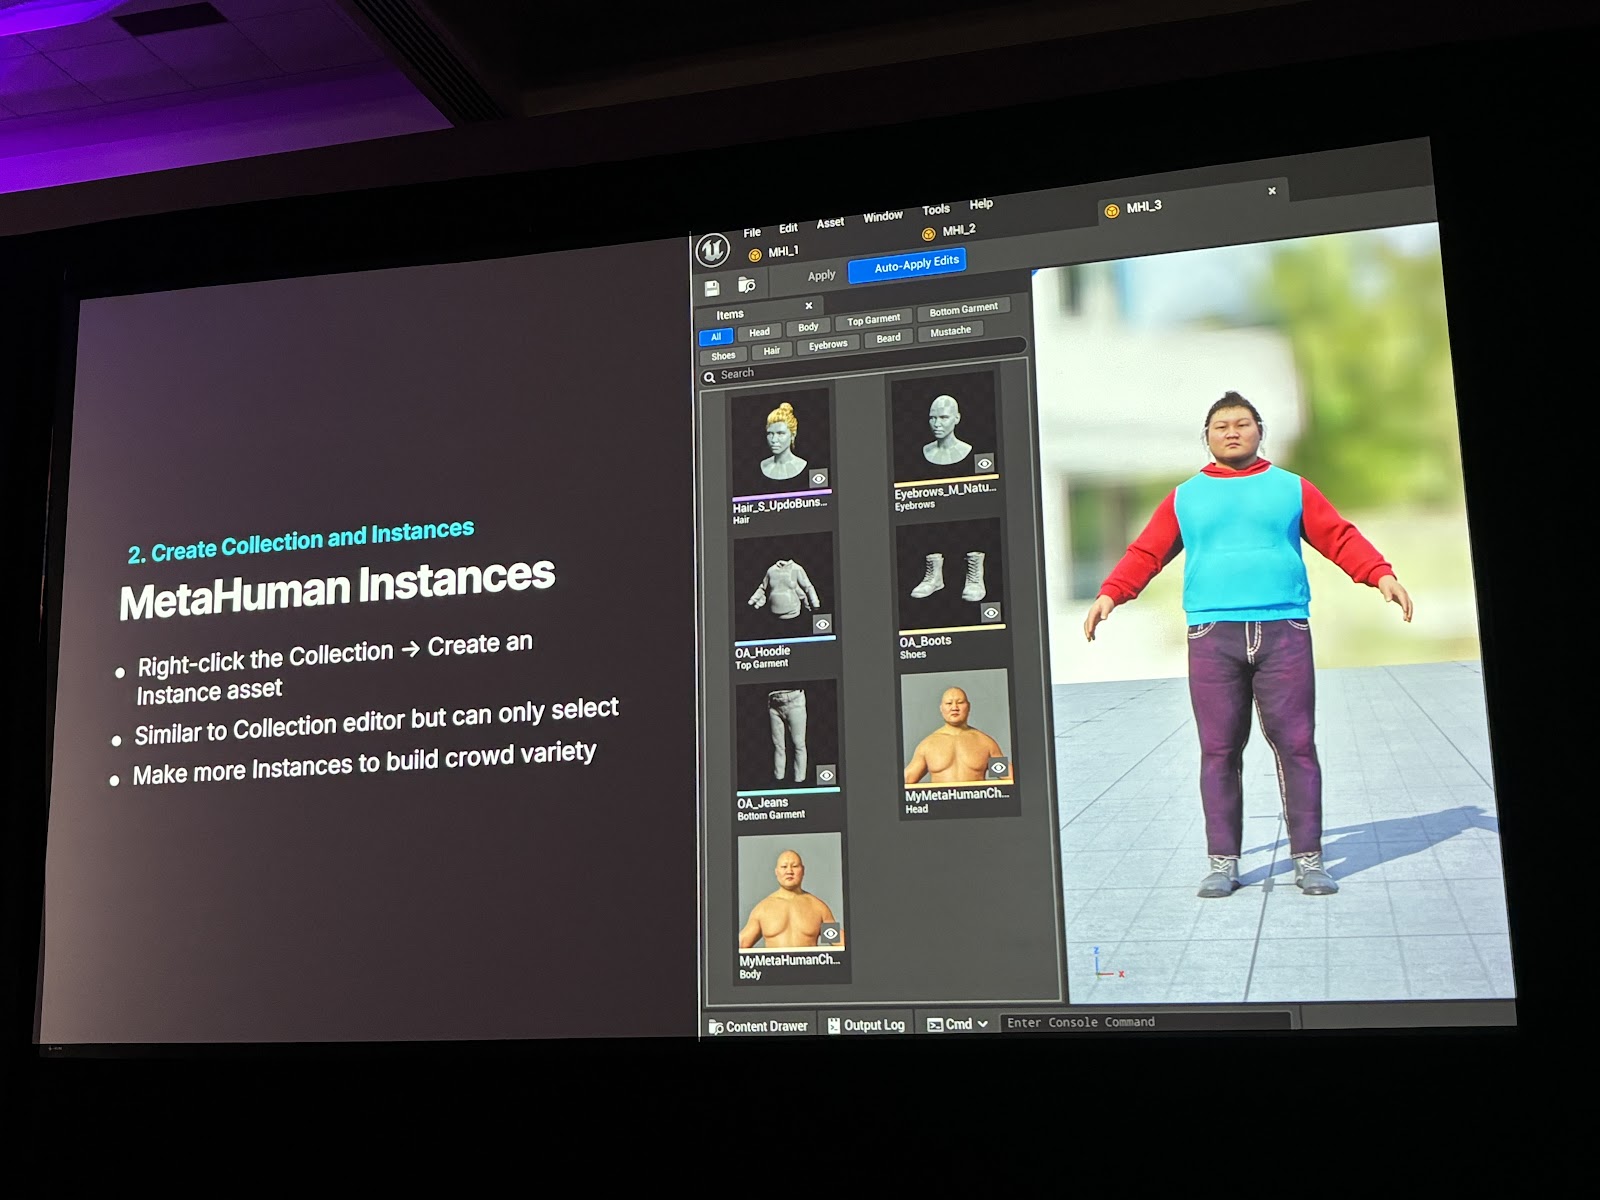 2. Create Collection and Instances
MetaHuman Instances
• Right-click the Collection → Create an
Instance asset
• Similar to Collection editor but can only select
• Make more Instances to build crowd variety
File Edit Asset Window Tools Help
MHI_1 MHI_2 MHI_3
Apply Auto-Apply Edits
Items
All Head Body Top Garment Bottom Garment
Shoes Hair Eyebrows Beard Mustache
Search
Hair_S_UpdoBuns...
Hair
Eyebrows_M_Natu...
Eyebrows
OA_Hoodie
Top Garment
OA_Boots
Shoes
OA_Jeans
Bottom Garment
MyMetaHumanCh...
Head
MyMetaHumanCh...
Body
Z
X
Content Drawer Output Log Cmd Enter Console Command